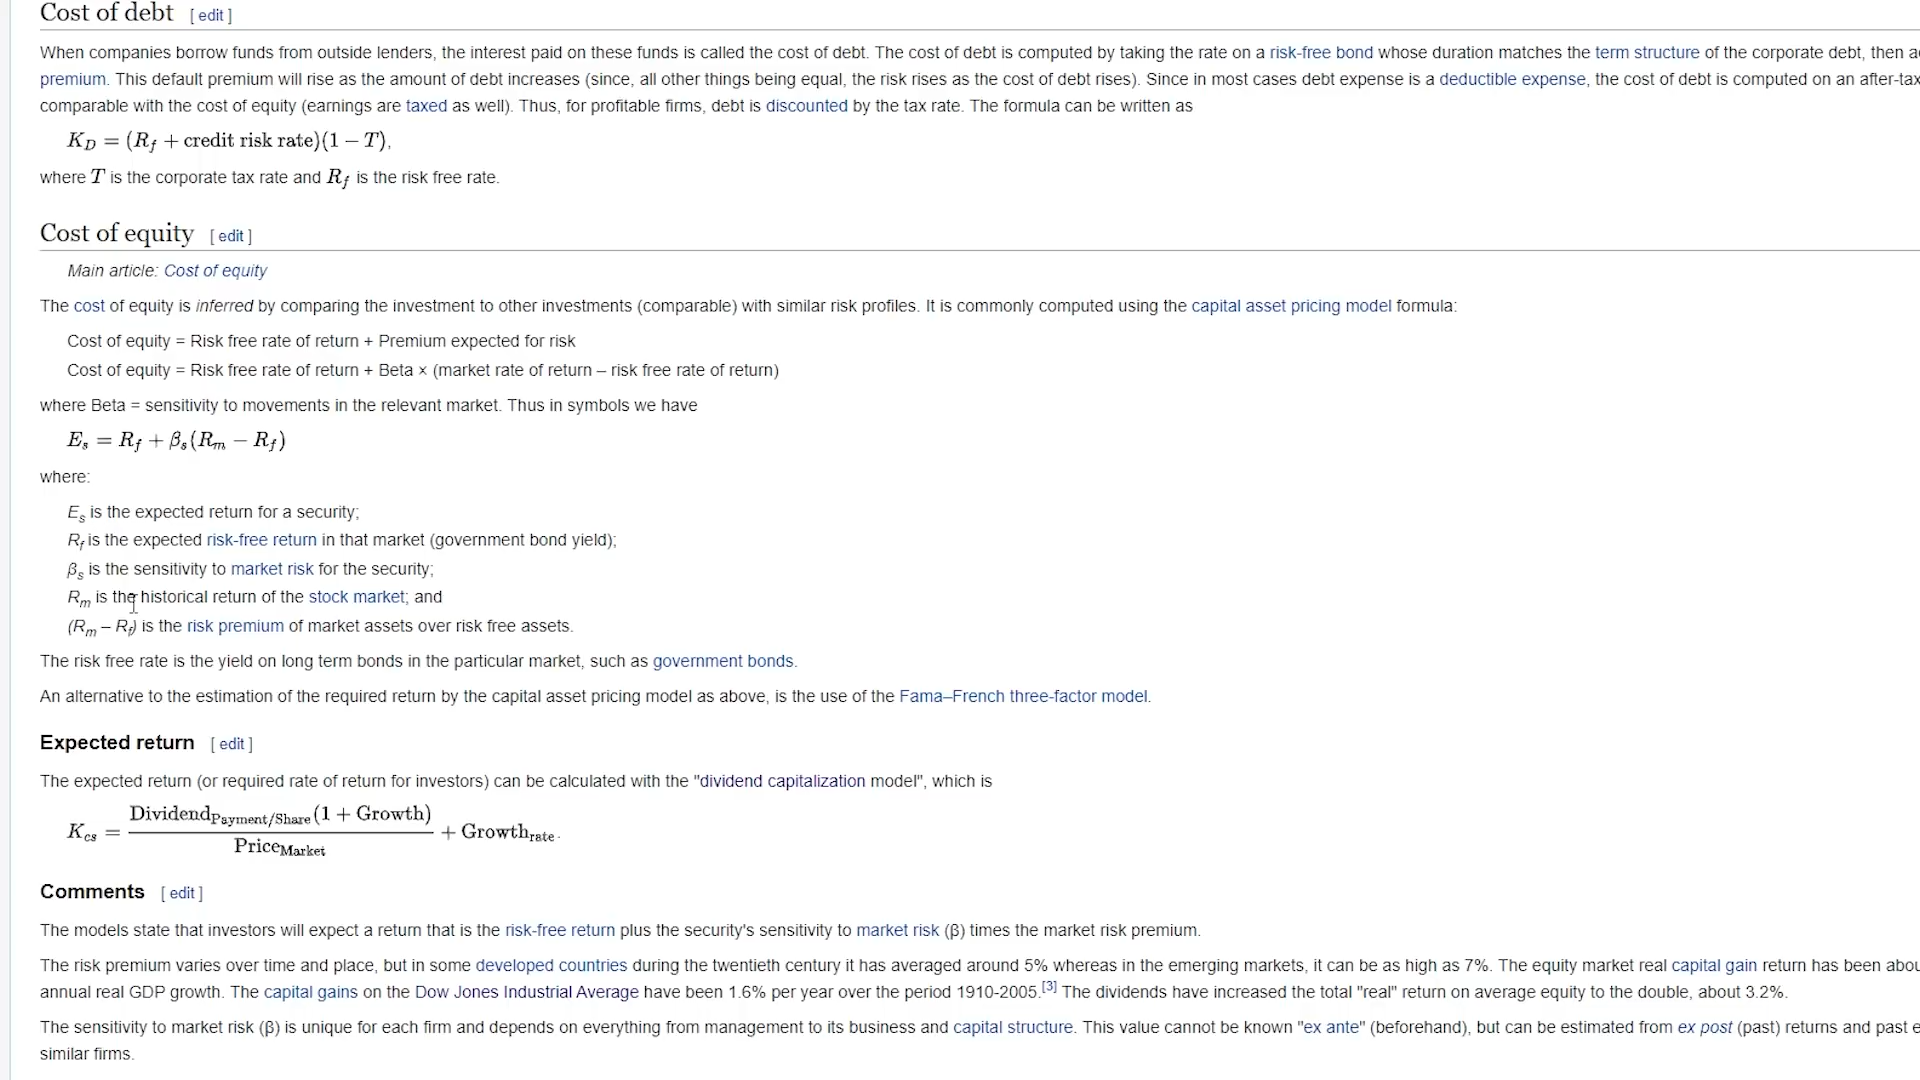 Cost of debt [ edit ]
When companies borrow funds from outside lenders, the interest paid on these funds is called the cost of debt. The cost of debt is computed by taking the rate on a risk-free bond whose duration matches the term structure of the corporate debt, then
premium. This default premium will rise as the amount of debt increases (since, all other things being equal, the risk rises as the cost of debt rises). Since in most cases debt expense is a deductible expense, the cost of debt is computed on an after-tax
comparable with the cost of equity (earnings are taxed as well). Thus, for profitable firms, debt is discounted by the tax rate. The formula can be written as
K_D = (R_f + credit risk rate)(1 − T),
where T is the corporate tax rate and R_f is the risk free rate.
Cost of equity [ edit ]
Main article: Cost of equity
The cost of equity is inferred by comparing the investment to other investments (comparable) with similar risk profiles. It is commonly computed using the capital asset pricing model formula:
Cost of equity = Risk free rate of return + Premium expected for risk
Cost of equity = Risk free rate of return + Beta × (market rate of return – risk free rate of return)
where Beta = sensitivity to movements in the relevant market. Thus in symbols we have
E_s = R_f + β_s(R_m − R_f)
where:
E_s is the expected return for a security;
R_f is the expected risk-free return in that market (government bond yield);
β_s is the sensitivity to market risk for the security;
R_m is the historical return of the stock market; and
(R_m – R_f) is the risk premium of market assets over risk free assets.
The risk free rate is the yield on long term bonds in the particular market, such as government bonds.
An alternative to the estimation of the required return by the capital asset pricing model as above, is the use of the Fama–French three-factor model.
Expected return [ edit ]
The expected return (or required rate of return for investors) can be calculated with the "dividend capitalization model", which is
K_cs = Dividend_Payment/Share(1 + Growth) / Price_Market + Growth_rate.
Comments [ edit ]
The models state that investors will expect a return that is the risk-free return plus the security's sensitivity to market risk (β) times the market risk premium.
The risk premium varies over time and place, but in some developed countries during the twentieth century it has averaged around 5% whereas in the emerging markets, it can be as high as 7%. The equity market real capital gain return has been
annual real GDP growth. The capital gains on the Dow Jones Industrial Average have been 1.6% per year over the period 1910-2005.[3] The dividends have increased the total "real" return on average equity to the double, about 3.2%.
The sensitivity to market risk (β) is unique for each firm and depends on everything from management to its business and capital structure. This value cannot be known "ex ante" (beforehand), but can be estimated from ex post (past) returns and past
similar firms.